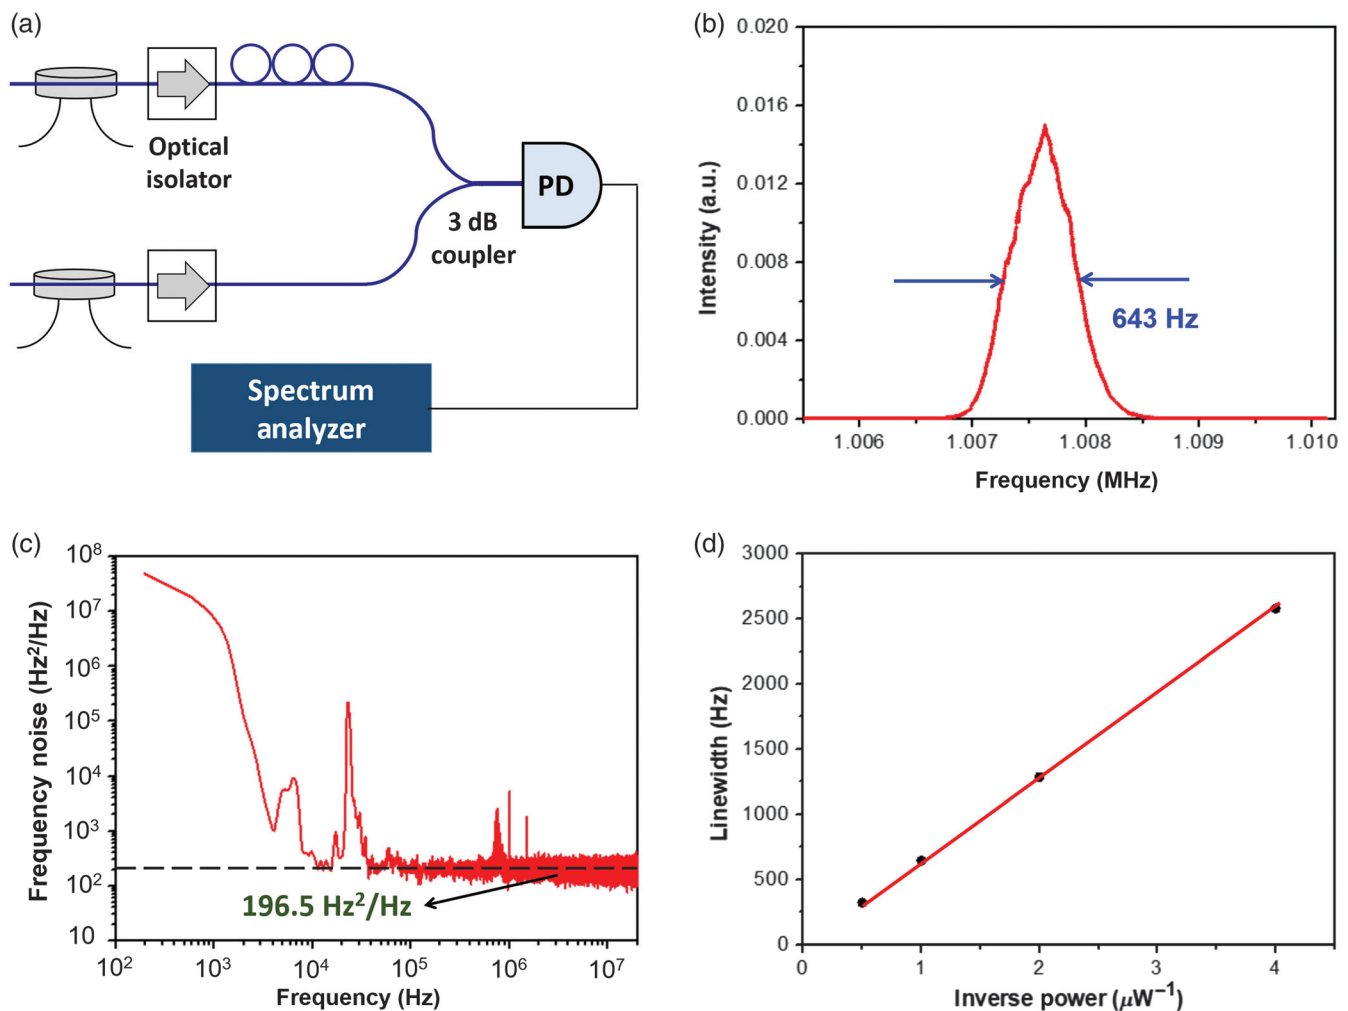 (a)
Optical
isolator
3 dB
coupler
PD
Spectrum
analyzer
(b)
0.020
0.016
0.012
0.008
0.004
0.000
Intensity (a.u.)
643 Hz
1.006 1.007 1.008 1.009 1.010
Frequency (MHz)
(c)
10⁸
10⁷
10⁶
10⁵
10⁴
10³
10²
10
Frequency noise (Hz²/Hz)
196.5 Hz²/Hz
10² 10³ 10⁴ 10⁵ 10⁶ 10⁷
Frequency (Hz)
(d)
3000
2500
2000
1500
1000
500
0
Linewidth (Hz)
0 1 2 3 4
Inverse power (μW⁻¹)